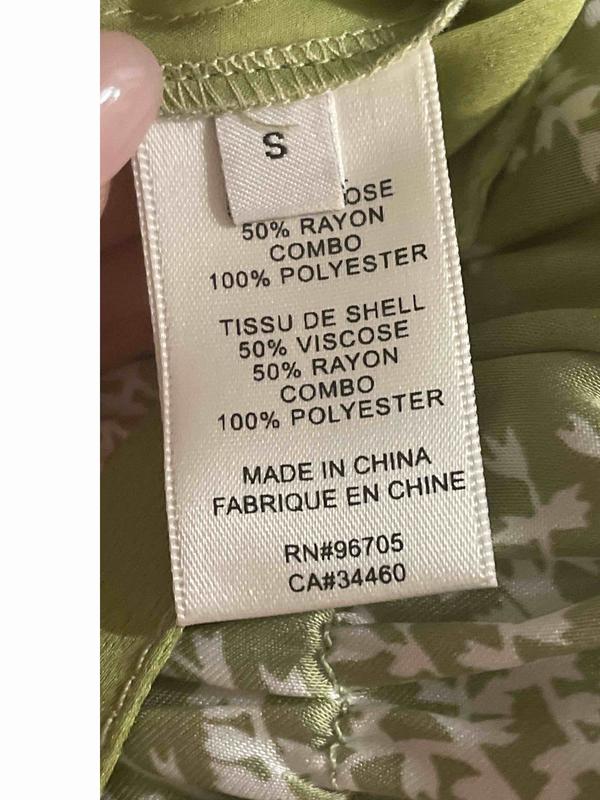 S
50% RAYON
COMBO
100% POLYESTER
TISSU DE SHELL
50% VISCOSE
50% RAYON
COMBO
100% POLYESTER
MADE IN CHINA
FABRIQUE EN CHINE
RN#96705
CA#34460